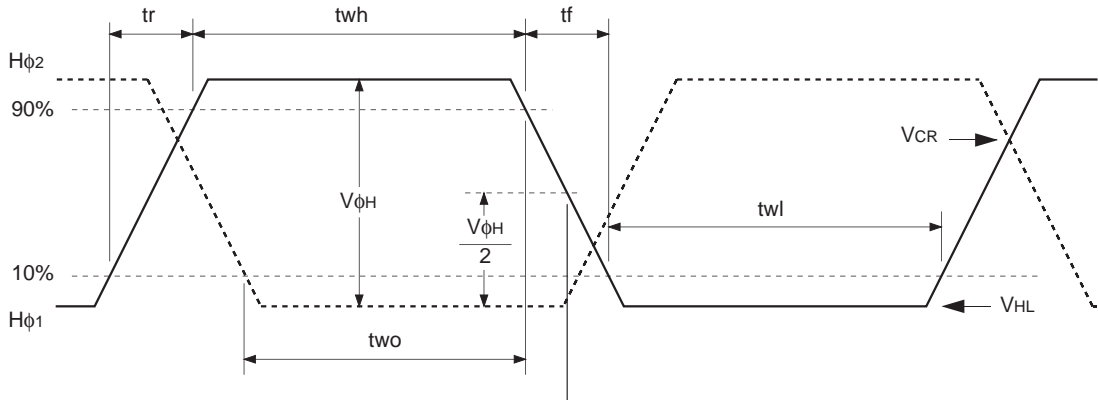 tr
twh
tf
Hφ2
90%
VCR
VφH
VφH
2
twl
10%
Hφ1
VHL
two